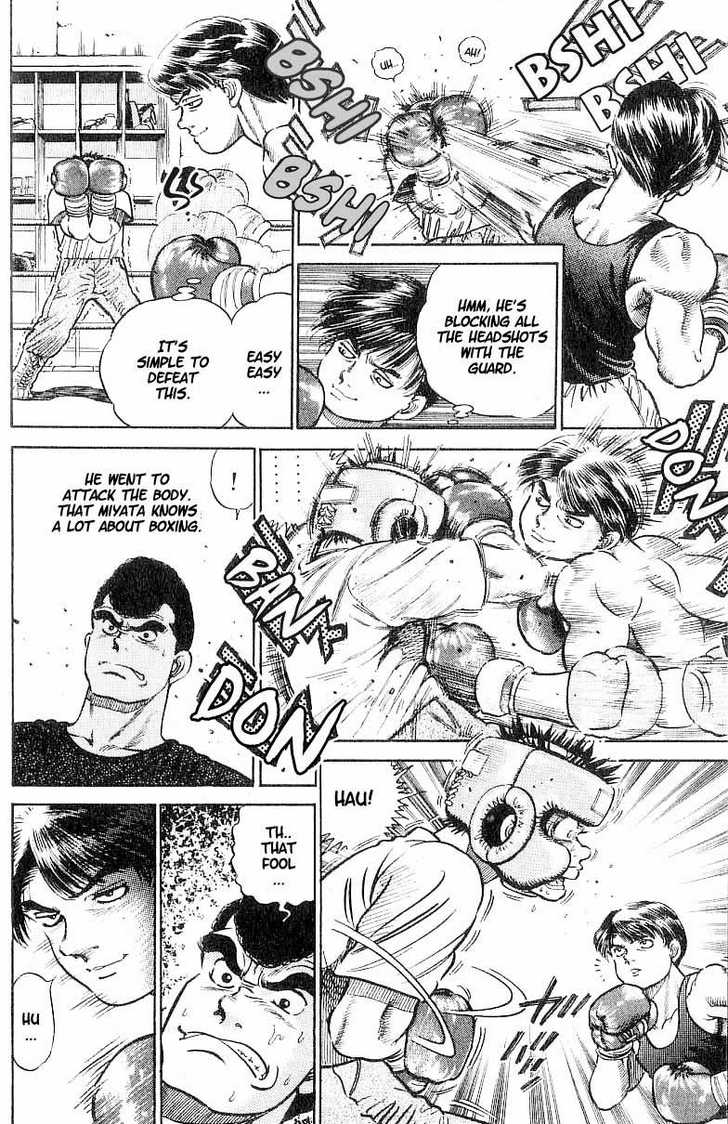 BSHI
BSHI
AH!
UH...
BSHI
BSHI
HMM, HE'S
BLOCKING ALL
THE HEADSHOTS
WITH THE
GUARD.
EASY
EASY
...
IT'S
SIMPLE TO
DEFEAT
THIS.
DON
BANK
DON
!
HE WENT TO
ATTACK THE BODY.
THAT MIYATA KNOWS
A LOT ABOUT BOXING.
HAU!
TH..
THAT
FOOL
...
HU
...